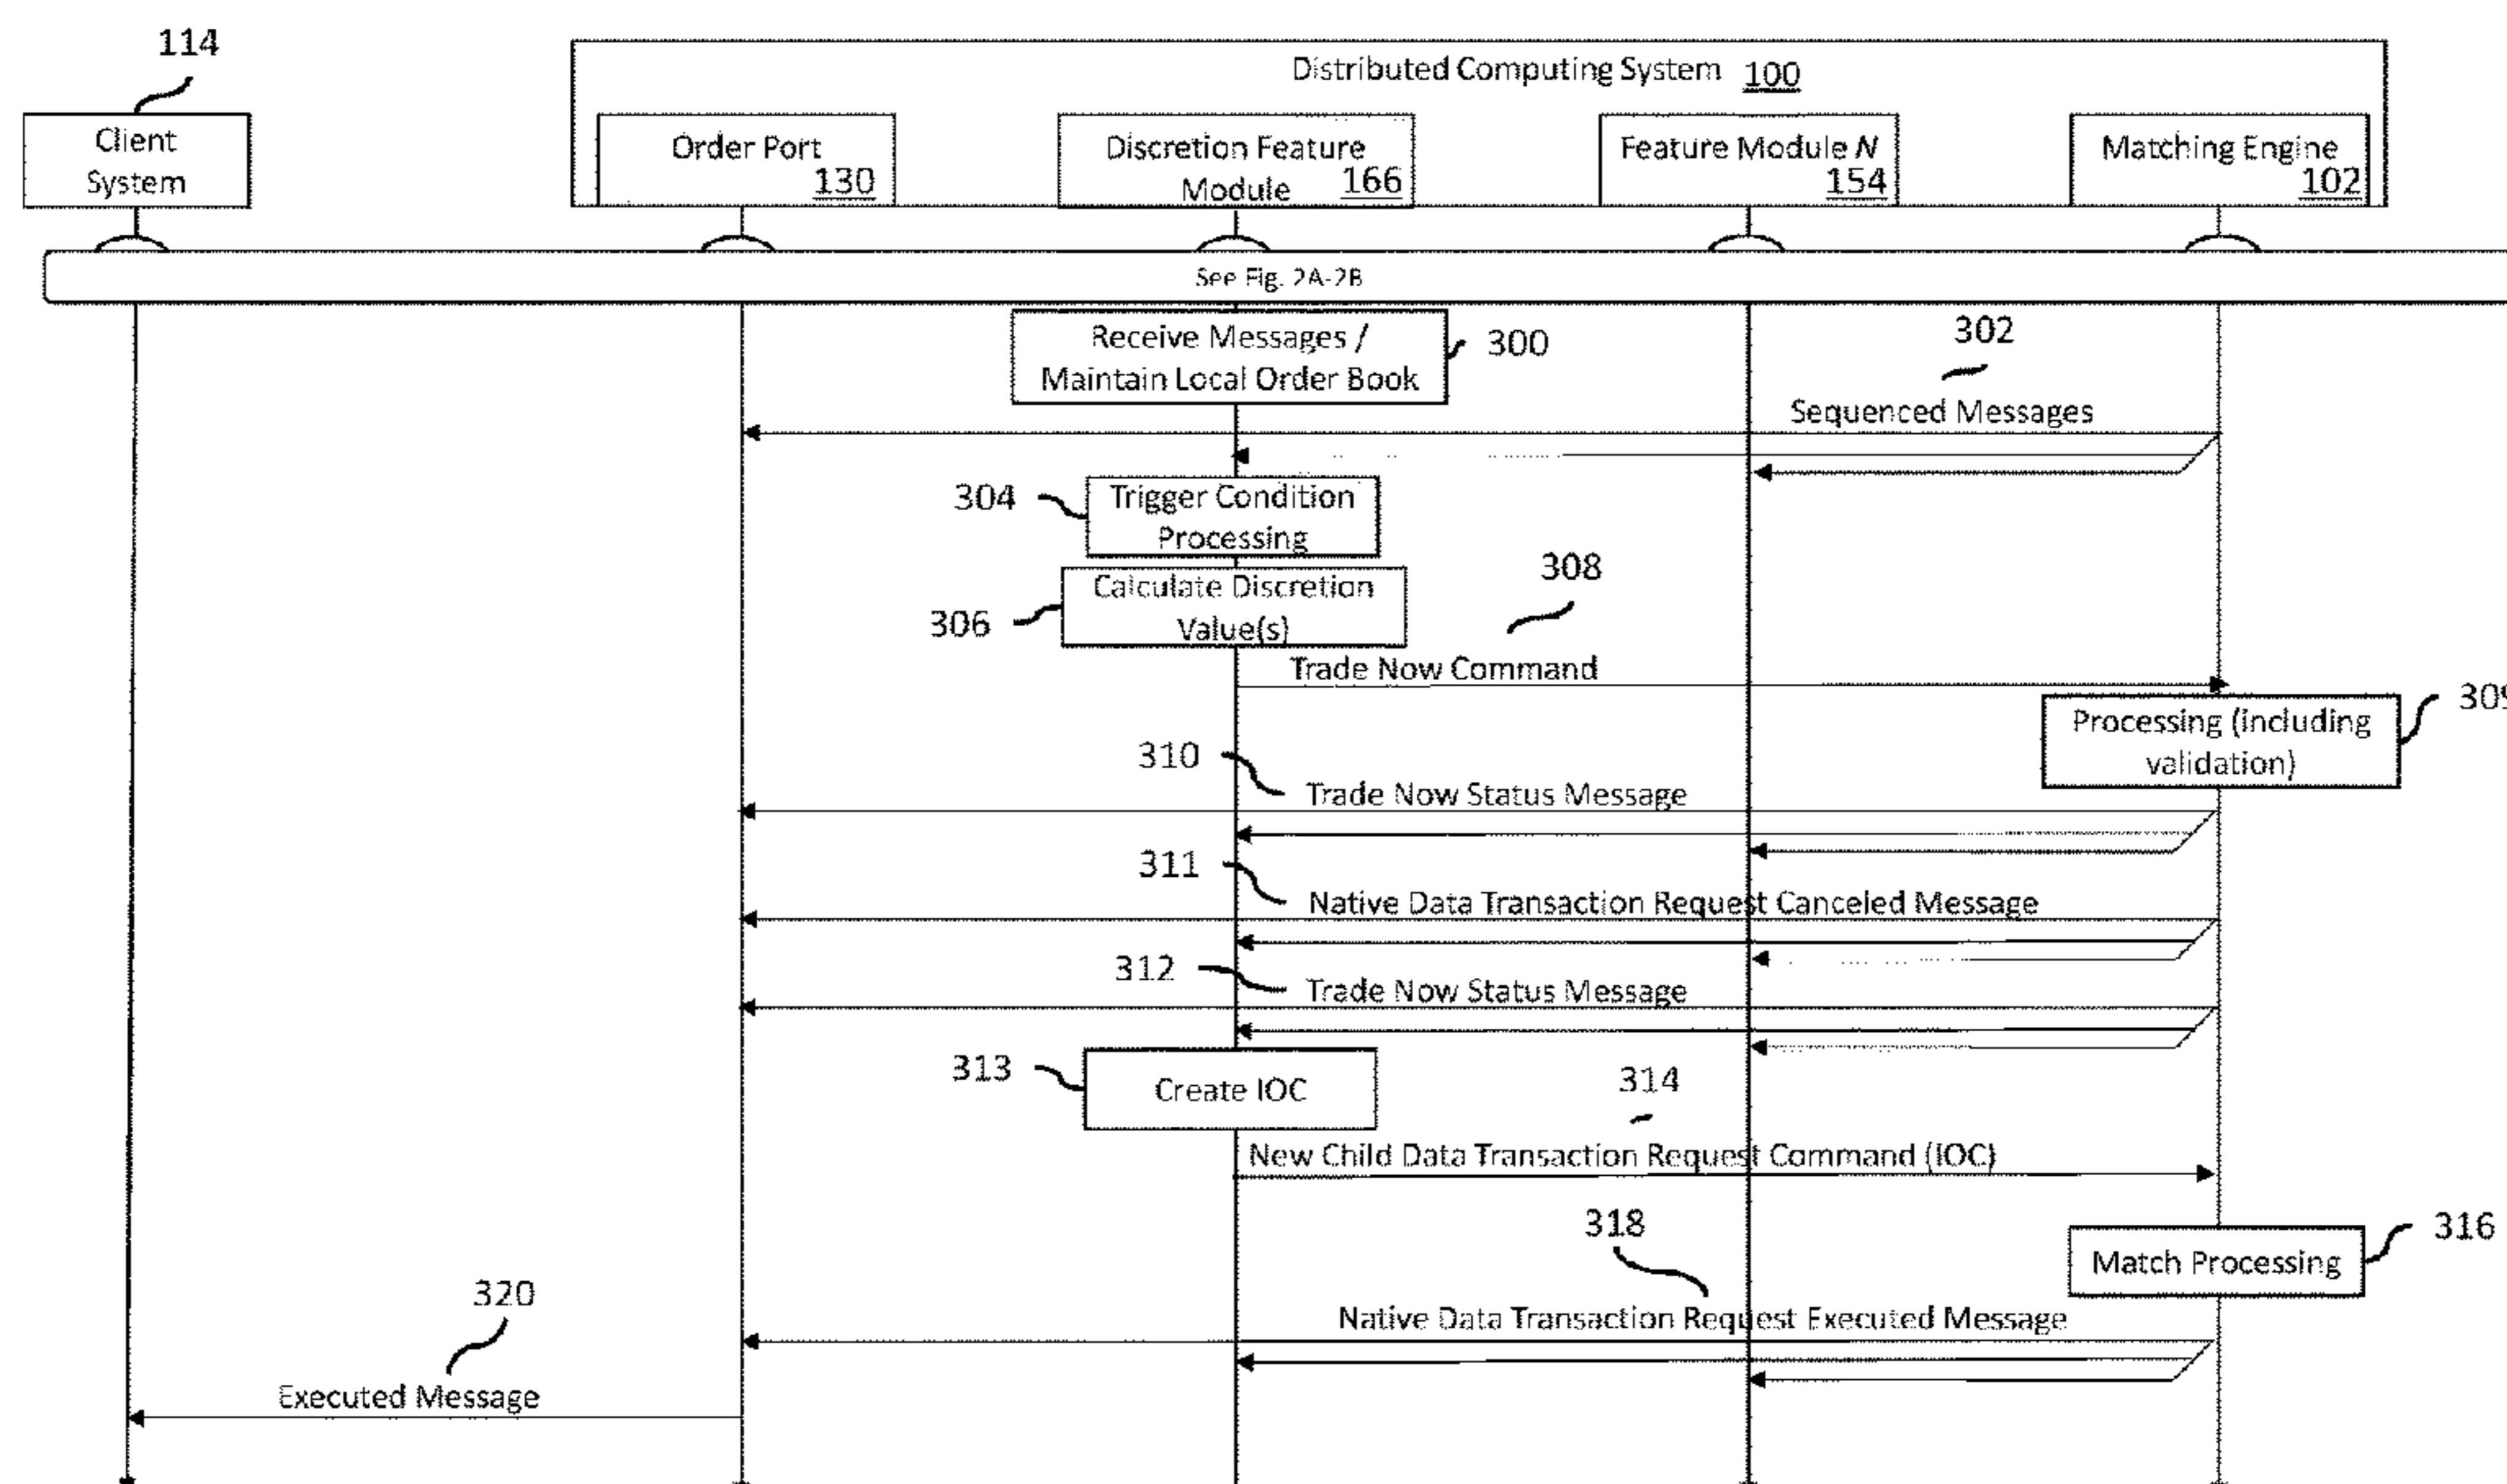 114
Distributed Computing System 100
Client
System
Order Port
130
Discretion Feature
Module 166
Feature Module N
154
Matching Engine
102
See Fig. 2A-2B
Receive Messages /
Maintain Local Order Book
300
302
Sequenced Messages
304
Trigger Condition
Processing
306
Calculate Discretion
Value(s)
308
Trade Now Command
309
Processing (including
validation)
310
Trade Now Status Message
311
Native Data Transaction Request Canceled Message
312
Trade Now Status Message
313
Create IOC
314
New Child Data Transaction Request Command (IOC)
318
316
Match Processing
320
Native Data Transaction Request Executed Message
Executed Message